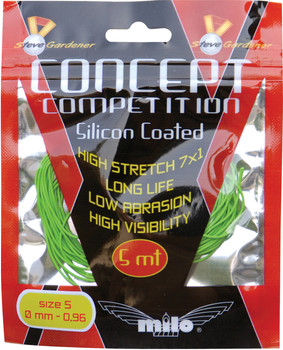 Steve Gardener Steve Gardener
CONCEPT
COMPETITION
Silicon Coated
HIGH STRETCH 7x1
LONG LIFE
LOW ABRASION
HIGH VISIBILITY
5 mt
size 5
Ø mm - 0,96
milo